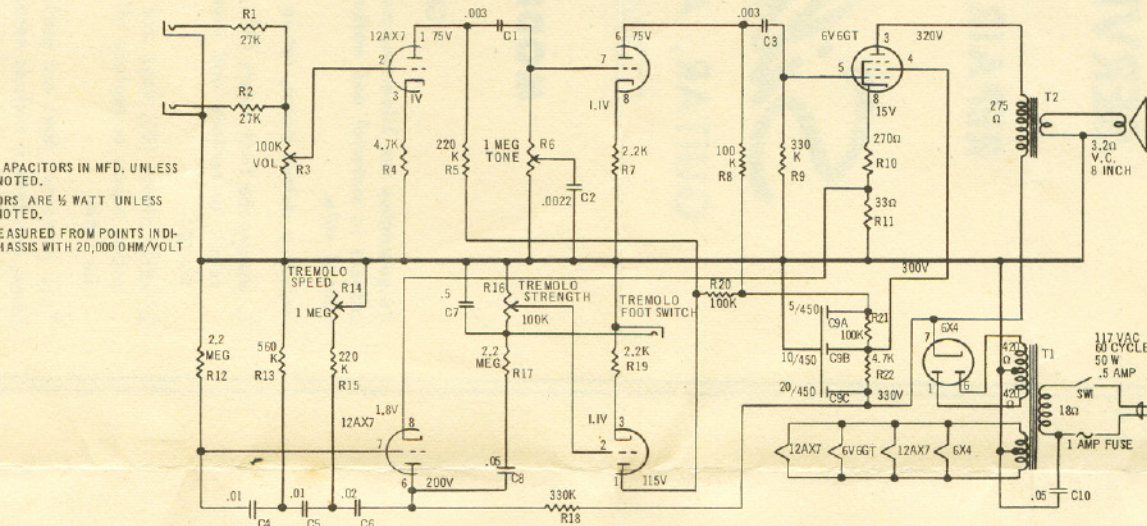 R1
27K
R2
27K
100K
VOL.
R3
12AX7
1
75V
2
3
1V
4.7K
R4
.003
C1
220
K
R5
1 MEG
TONE
R6
C2
.0022
6
75V
7
8
1.1V
2.2K
R7
.003
C3
100
K
R8
330
K
R9
6V6GT
3
320V
5
4
8
15V
270Ω
R10
33Ω
R11
275
Ω
T2
3.2Ω
V.C.
8 INCH
APACITORS IN MFD. UNLESS
NOTED.
ORS ARE ½ WATT UNLESS
NOTED.
EASURED FROM POINTS INDI-
HASSIS WITH 20,000 OHM/VOLT
300V
TREMOLO
SPEED
R14
1 MEG
.5
C7
R16
TREMOLO
STRENGTH
100K
TREMOLO
FOOT SWITCH
R20
100K
5/450
C9A
R21
100K
10/450
C9B
4.7K
R22
20/450
C9C
330V
6X4
7
1
6
420
Ω
420
Ω
T1
117 VAC
60 CYCLE
50 W
.5 AMP
SW1
18Ω
1 AMP FUSE
2.2
MEG
R12
560
K
R13
220
K
R15
2.2
MEG
R17
2.2K
R19
12AX7
1.8V
8
7
6
200V
.05
C8
1.1V
3
2
1
115V
12AX7
6V6GT
12AX7
6X4
.05
C10
.01
C4
.01
C5
.02
C6
330K
R18